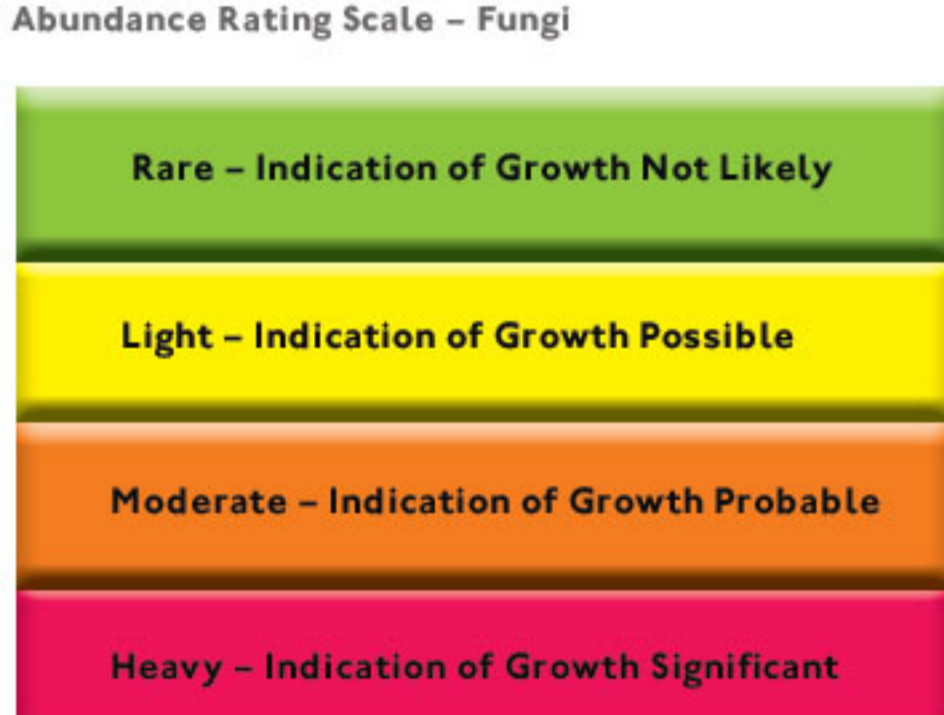 Abundance Rating Scale – Fungi
Rare – Indication of Growth Not Likely
Light – Indication of Growth Possible
Moderate – Indication of Growth Probable
Heavy – Indication of Growth Significant